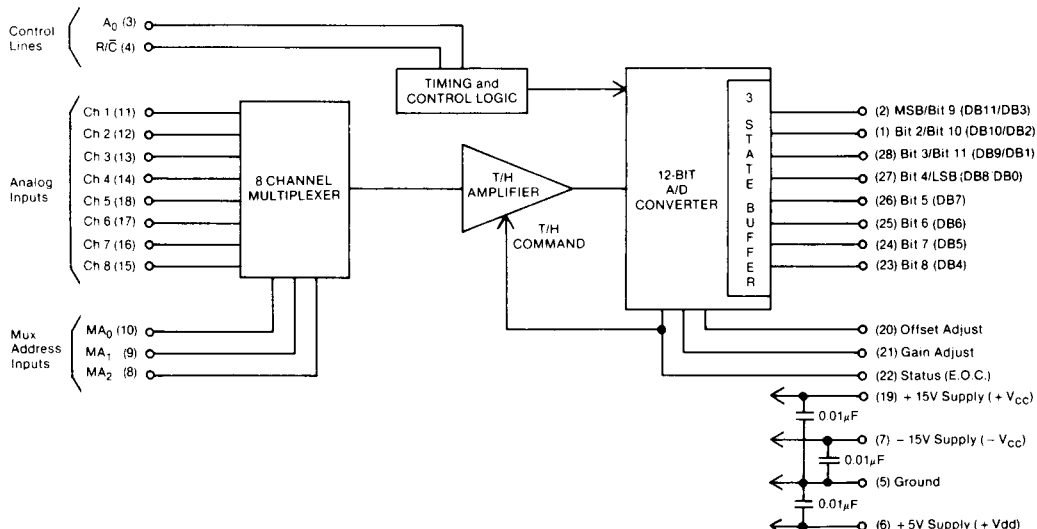 Control
Lines
A0 (3)
R/C̅ (4)
TIMING and
CONTROL LOGIC
Analog
Inputs
Ch 1 (11)
Ch 2 (12)
Ch 3 (13)
Ch 4 (14)
Ch 5 (18)
Ch 6 (17)
Ch 7 (16)
Ch 8 (15)
8 CHANNEL
MULTIPLEXER
T/H
AMPLIFIER
T/H
COMMAND
12-BIT
A/D
CONVERTER
3
S
T
A
T
E
B
U
F
F
E
R
(2) MSB/Bit 9 (DB11/DB3)
(1) Bit 2/Bit 10 (DB10/DB2)
(28) Bit 3/Bit 11 (DB9/DB1)
(27) Bit 4/LSB (DB8 DB0)
(26) Bit 5 (DB7)
(25) Bit 6 (DB6)
(24) Bit 7 (DB5)
(23) Bit 8 (DB4)
Mux
Address
Inputs
MA0 (10)
MA1 (9)
MA2 (8)
(20) Offset Adjust
(21) Gain Adjust
(22) Status (E.O.C.)
(19) + 15V Supply (+ VCC)
0.01µF
(7) − 15V Supply (− VCC)
0.01µF
(5) Ground
0.01µF
(6) + 5V Supply (+ Vdd)